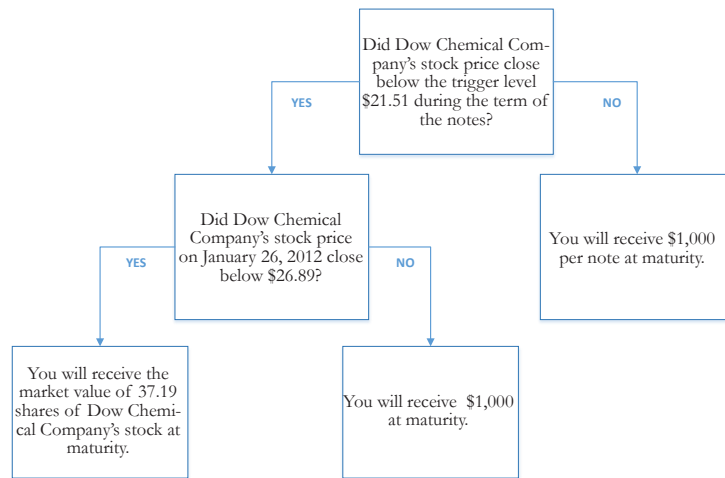 Did Dow Chemical Com-
pany’s stock price close
below the trigger level
$21.51 during the term of
the notes?
YES
NO
Did Dow Chemical
Company’s stock price
on January 26, 2012 close
below $26.89?
You will receive $1,000
per note at maturity.
YES
NO
You will receive the
market value of 37.19
shares of Dow Chemi-
cal Company’s stock at
maturity.
You will receive $1,000
at maturity.